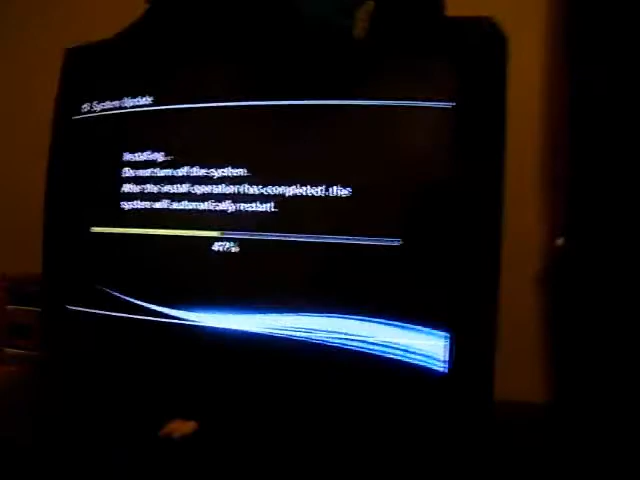 System Update
Installing...
Do not turn off the system.
After the install operation has completed, the
system will automatically restart.